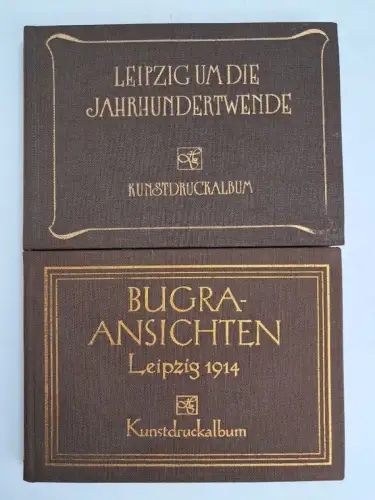 LEIPZIG UM DIE
JAHRHUNDERTWENDE
KUNSTDRUCKALBUM
BUGRA-
ANSICHTEN
Leipzig 1914
Kunstdruckalbum